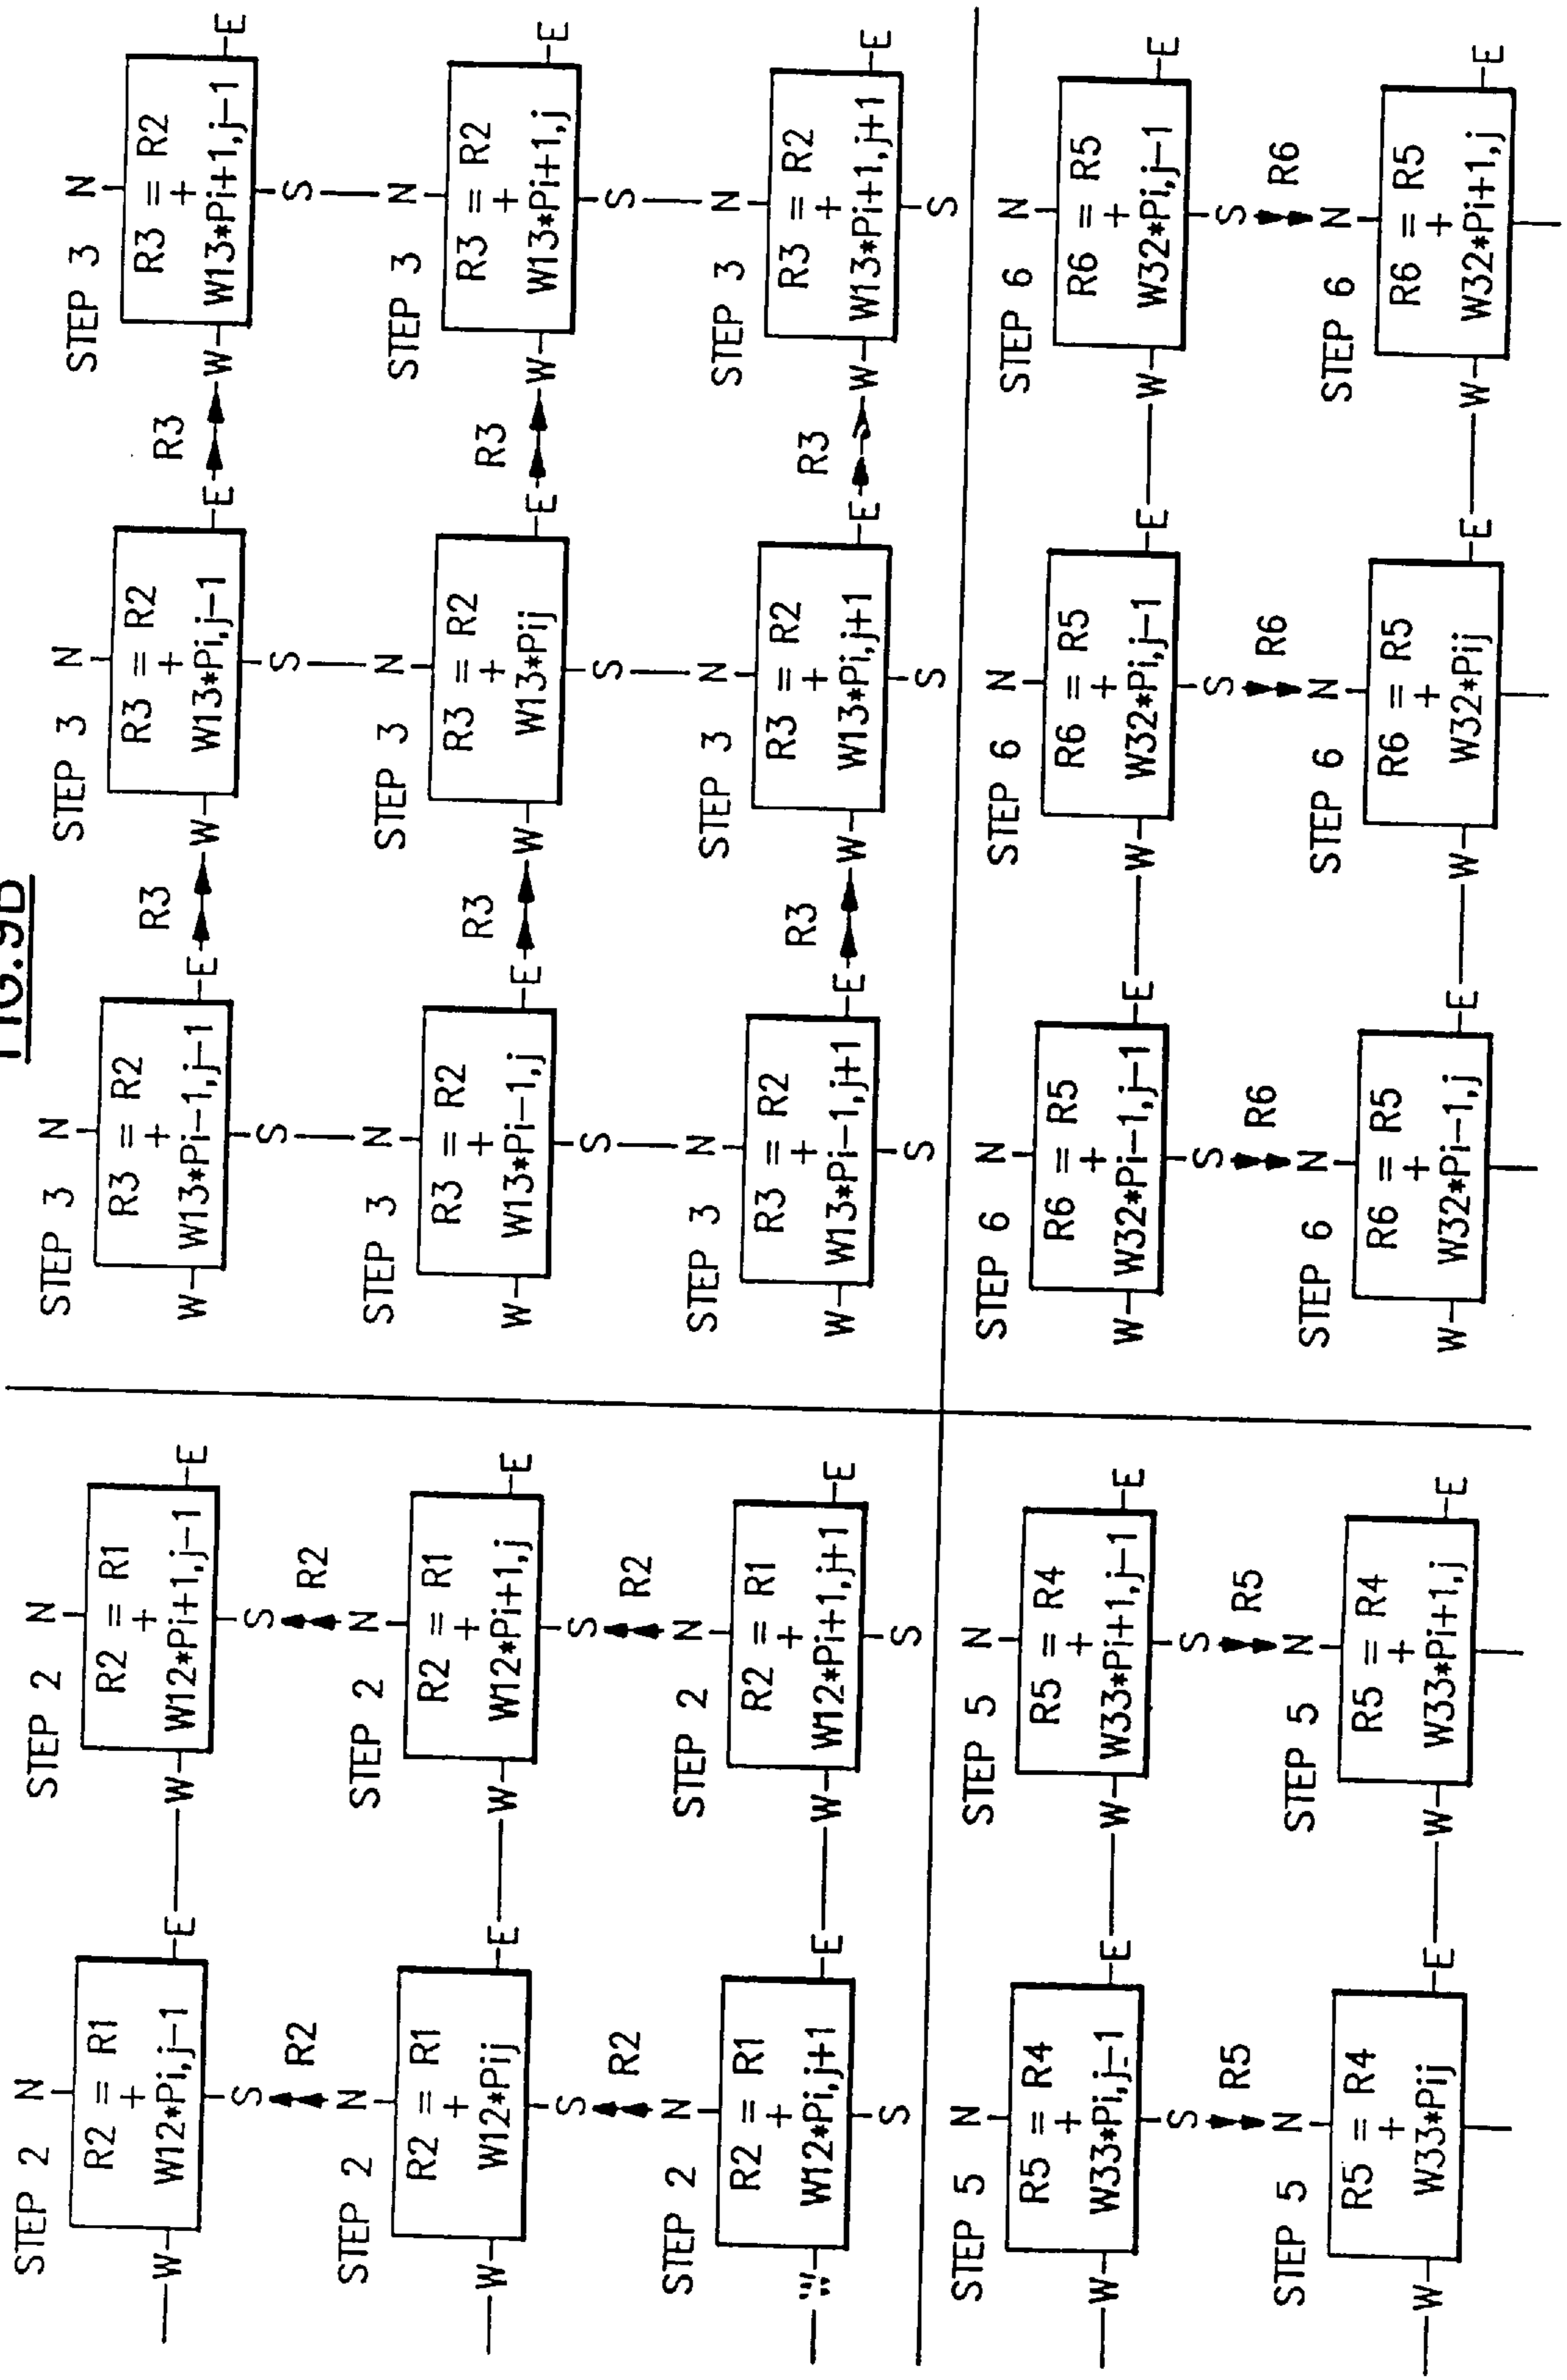 FIG.9B
STEP 2
N
R2 = R1
+
W12*Pi,j-1
W
E
S
R2
STEP 2
N
R2 = R1
+
W12*Pi+1,j-1
W
E
S
R2
STEP 2
N
R2 = R1
+
W12*Pij
W
E
S
R2
STEP 2
N
R2 = R1
+
W12*Pi+1,j
W
E
S
R2
STEP 2
N
R2 = R1
+
W12*Pi,j+1
E
S
STEP 2
N
R2 = R1
+
W12*Pi+1,j+1
W
E
S
STEP 3
N
R3 = R2
+
W13*Pi-1,j-1
W
E
S
R3
STEP 3
N
R3 = R2
+
W13*Pi,j-1
W
E
S
R3
STEP 3
N
R3 = R2
+
W13*Pi+1,j-1
W
E
S
STEP 3
N
R3 = R2
+
W13*Pi-1,j
W
E
S
R3
STEP 3
N
R3 = R2
+
W13*Pij
W
E
S
R3
STEP 3
N
R3 = R2
+
W13*Pi+1,j
W
E
S
STEP 3
N
R3 = R2
+
W13*Pi-1,j+1
W
E
S
R3
STEP 3
N
R3 = R2
+
W13*Pi,j+1
W
E
S
R3
STEP 3
N
R3 = R2
+
W13*Pi+1,j+1
W
E
S
STEP 5
N
R5 = R4
+
W33*Pi,j-1
W
E
S
R5
STEP 5
N
R5 = R4
+
W33*Pi+1,j-1
W
E
S
R5
STEP 5
N
R5 = R4
+
W33*Pij
W
E
STEP 5
N
R5 = R4
+
W33*Pi+1,j
W
E
STEP 6
N
R6 = R5
+
W32*Pi-1,j-1
W
E
S
R6
STEP 6
N
R6 = R5
+
W32*Pi,j-1
W
E
S
R6
STEP 6
N
R6 = R5
+
W32*Pi,j-1
W
E
S
R6
STEP 6
N
R6 = R5
+
W32*Pi-1,j
W
E
STEP 6
N
R6 = R5
+
W32*Pij
W
E
STEP 6
N
R6 = R5
+
W32*Pi+1,j
W
E